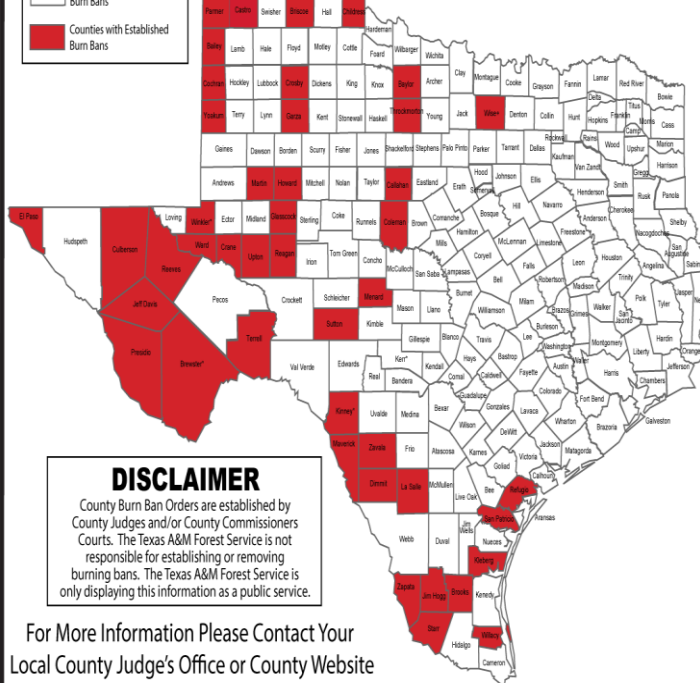 Burn Bans
Counties with Established
Burn Bans
Parmer Castro Swisher Briscoe Hall Childress
Hardeman
Bailey Lamb Hale Floyd Motley Cottle Foard Wilbarger Wichita
Clay Montague Cooke Grayson Fannin Lamar Red River Bowie
Cochran Hockley Lubbock Crosby Dickens King Knox Baylor Archer
Delta Titus Morris Cass
Yoakum Terry Lynn Garza Kent Stonewall Haskell Throckmorton Young Jack Wise* Denton Collin Hunt Hopkins Franklin
Camp
Rockwall Rains Wood Upshur Marion
Gaines Dawson Borden Scurry Fisher Jones Shackelford Stephens Palo Pinto Parker Tarrant Dallas Kaufman Van Zandt Harrison
Smith Gregg
Andrews Martin Howard Mitchell Nolan Taylor Callahan Eastland Erath Hood Somervell Johnson Ellis Henderson Rusk Panola
El Paso Hudspeth Culberson Loving Winkler* Ector Midland Glasscock Sterling Coke Runnels Coleman Brown Comanche Bosque Hill Navarro Anderson Cherokee Shelby
Hamilton Freestone Nacogdoches
San
Augustine
Reeves Ward Crane Upton Reagan Irion Tom Green Concho Mills McLennan Limestone Leon Houston Angelina Sabin
McCulloch San Saba Lampasas Coryell Bell Falls Robertson Madison Trinity
Jeff Davis Pecos Crockett Schleicher Menard Mason Llano Burnet Williamson Milam Brazos Grimes Walker San
Jacinto
Polk Tyler Jasper Ne
Presidio Brewster* Terrell Sutton Kimble Gillespie Blanco Travis Lee Burleson Washington Montgomery Liberty Hardin Orange
Val Verde Edwards Kerr* Kendall Hays Bastrop Fayette Austin Waller Harris Chambers Jefferson
Real Bandera Comal Caldwell
Kinney* Uvalde Medina Bexar Guadalupe Gonzales Lavaca Colorado Fort Bend Galveston
Wilson DeWitt Wharton Brazoria
Maverick Zavala Frio Atascosa Karnes Victoria Jackson Matagorda
Goliad Calhoun
Dimmit La Salle McMullen Live Oak Bee Refugio
San Patricio Aransas
Webb Duval Jim
Wells
Nueces
Kleberg
Zapata Jim Hogg Brooks Kenedy
Starr Hidalgo Willacy
Cameron
DISCLAIMER
County Burn Ban Orders are established by
County Judges and/or County Commissioners
Courts. The Texas A&M Forest Service is not
responsible for establishing or removing
burning bans. The Texas A&M Forest Service is
only displaying this information as a public service.
For More Information Please Contact Your
Local County Judge's Office or County Website